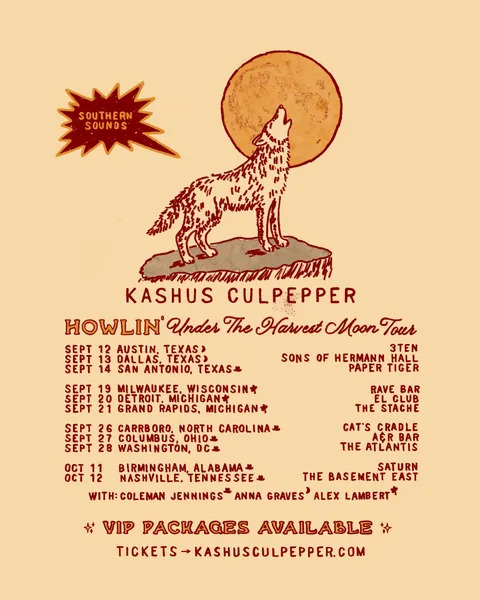 SOUTHERN
SOUNDS
KASHUS CULPEPPER
HOWLIN' Under The Harvest Moon Tour
SEPT 12 AUSTIN, TEXAS 3TEN
SEPT 13 DALLAS, TEXAS SONS OF HERMANN HALL
SEPT 14 SAN ANTONIO, TEXAS PAPER TIGER
SEPT 19 MILWAUKEE, WISCONSIN RAVE BAR
SEPT 20 DETROIT, MICHIGAN EL CLUB
SEPT 21 GRAND RAPIDS, MICHIGAN THE STACHE
SEPT 26 CARRBORO, NORTH CAROLINA CAT'S CRADLE
SEPT 27 COLUMBUS, OHIO A&R BAR
SEPT 28 WASHINGTON, DC THE ATLANTIS
OCT 11 BIRMINGHAM, ALABAMA SATURN
OCT 12 NASHVILLE, TENNESSEE THE BASEMENT EAST
WITH: COLEMAN JENNINGS ANNA GRAVES ALEX LAMBERT
VIP PACKAGES AVAILABLE
TICKETS → KASHUSCULPEPPER.COM